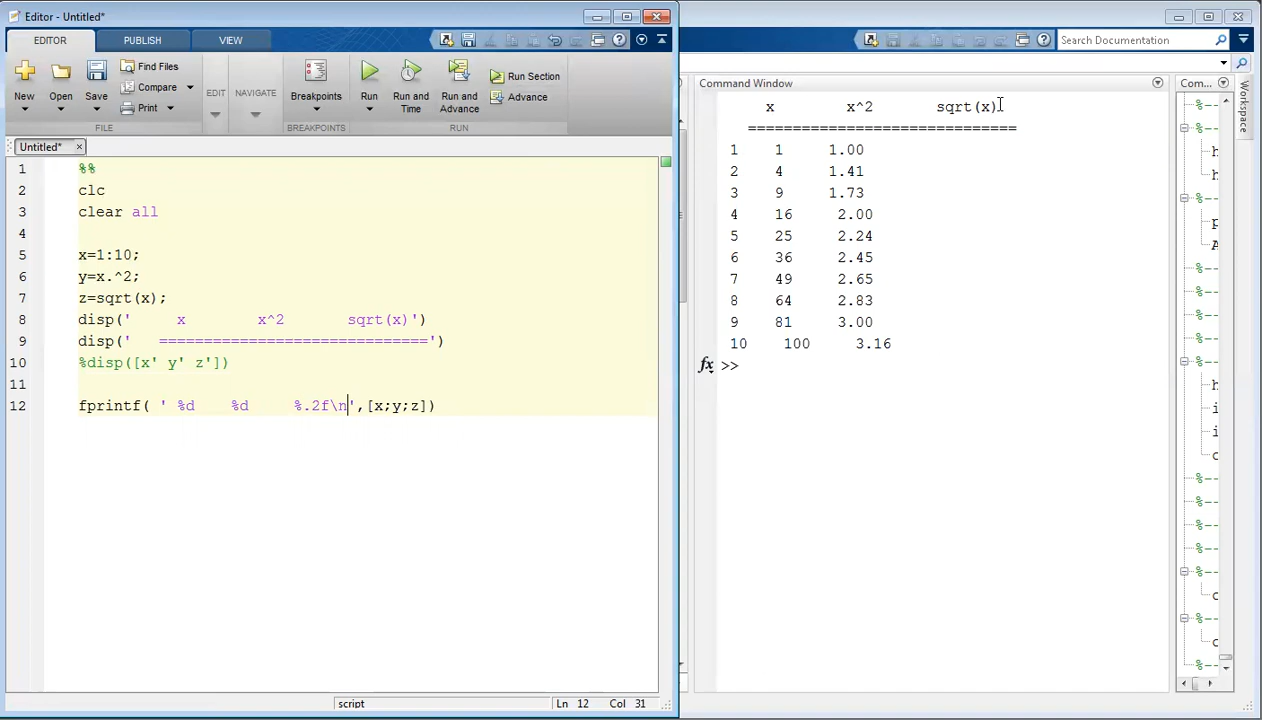 Editor - Untitled*
EDITOR PUBLISH VIEW
Search Documentation
New Open Save Find Files Compare Print
EDIT NAVIGATE
Breakpoints
Run Run and Time Run and Advance Run Section Advance
FILE BREAKPOINTS RUN
Untitled* ×
1 %%
2 clc
3 clear all
4
5 x=1:10;
6 y=x.^2;
7 z=sqrt(x);
8 disp('     x        x^2       sqrt(x)')
9 disp('   ==============================')
10 %disp([x' y' z'])
11
12 fprintf( ' %d    %d     %.2f\n',[x;y;z])
script Ln 12 Col 31
Command Window
x x^2 sqrt(x)
==============================
1 1 1.00
2 4 1.41
3 9 1.73
4 16 2.00
5 25 2.24
6 36 2.45
7 49 2.65
8 64 2.83
9 81 3.00
10 100 3.16
fx >>
Com...
Workspace
%--
%--
h
h
%--
p
A
%--
%--
%--
%--
%--
i
i
c
%--
%--
%--
%--
c
%--
c
%--